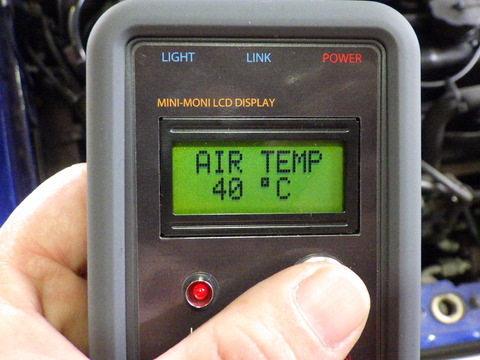 LIGHT LINK POWER
MINI-MONI LCD DISPLAY
AIR TEMP
40 °C